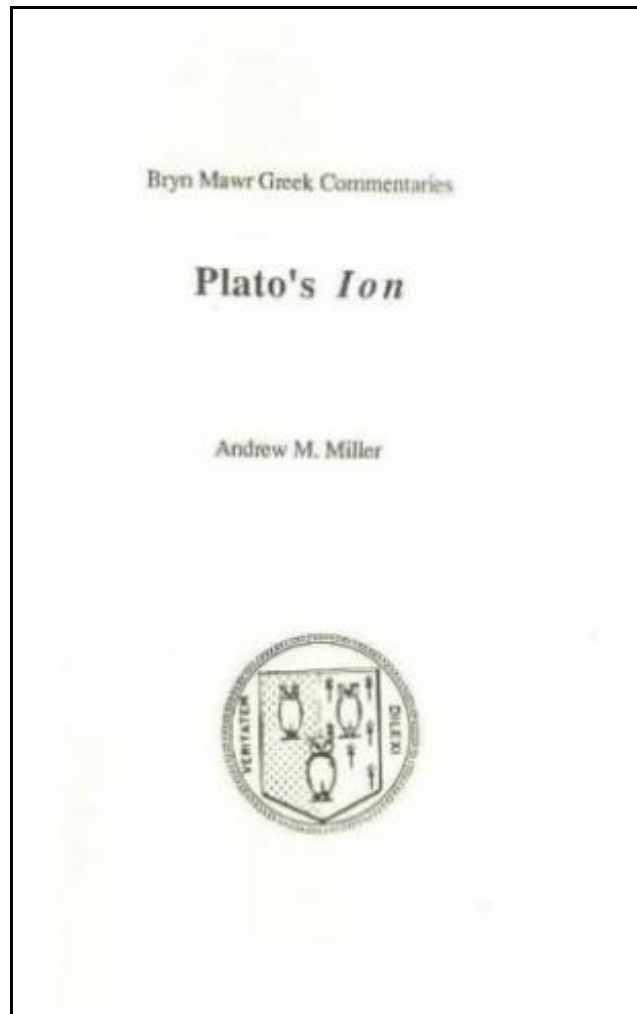 Bryn Mawr Greek Commentaries
Plato's Ion
Andrew M. Miller
VERITATEM
DILEXI